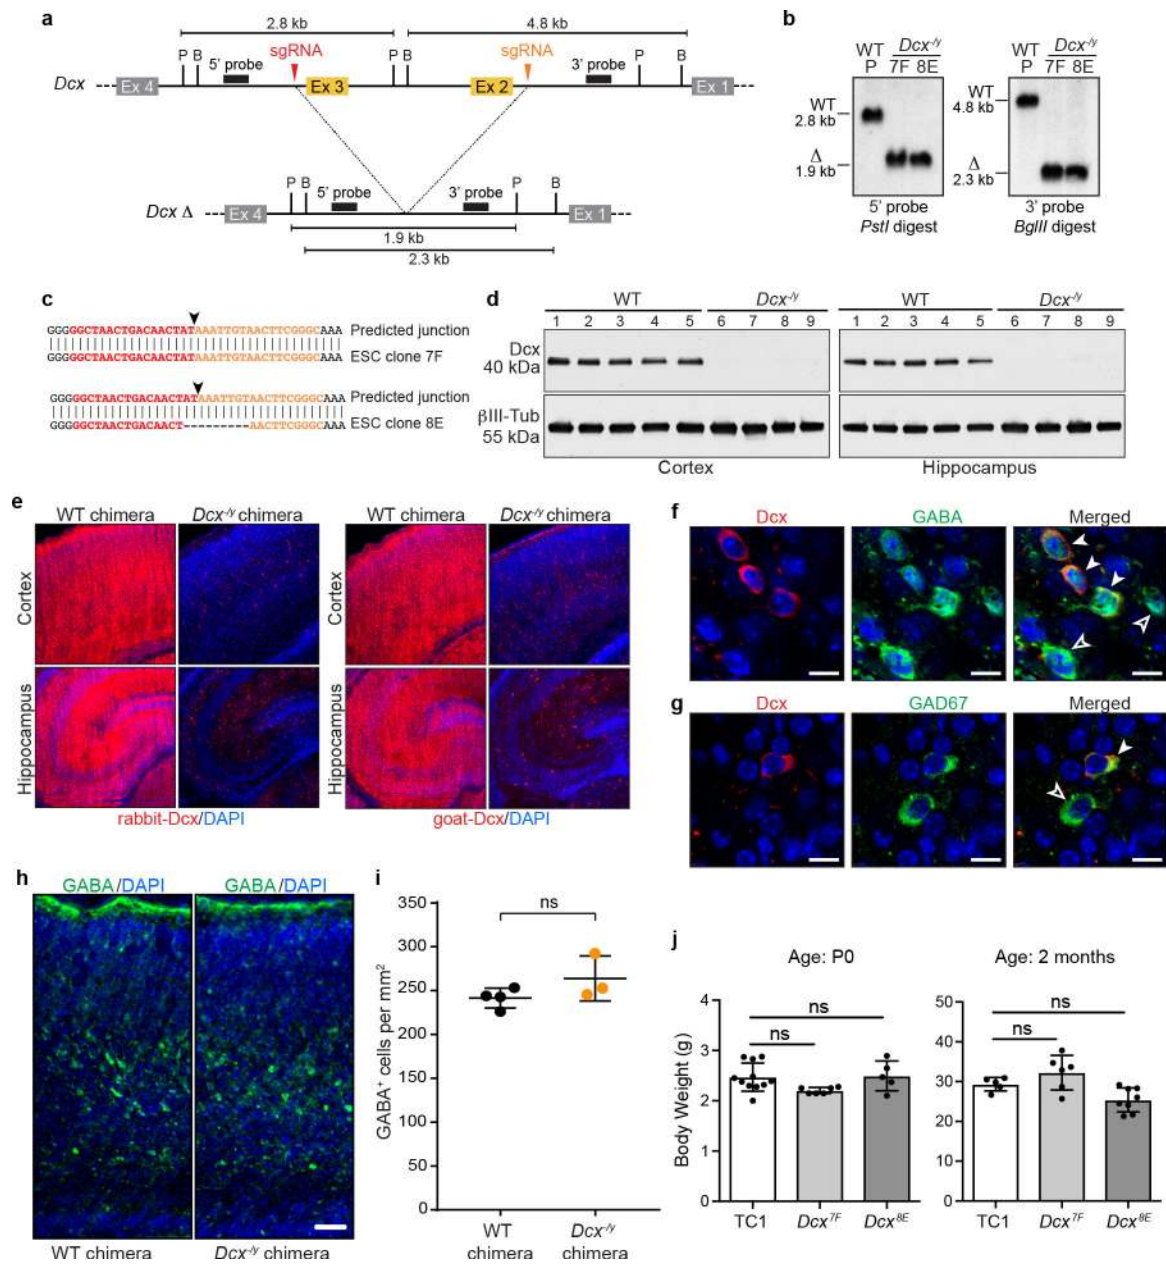 a
2.8 kb
4.8 kb
P B
sgRNA
P B
sgRNA
P
B
5' probe
3' probe
Dcx
Ex 4
Ex 3
Ex 2
Ex 1
P B
5' probe
3' probe
P
B
Dcx Δ
Ex 4
Ex 1
1.9 kb
2.3 kb
b
WT
P
Dcx-/y
7F 8E
WT
2.8 kb
Δ
1.9 kb
5' probe
PstI digest
WT
P
Dcx-/y
7F 8E
WT
4.8 kb
Δ
2.3 kb
3' probe
BglII digest
c
GGGGGCTAACTGACAACTATAAATTGTAACTTCGGGCAAA Predicted junction
GGGGGCTAACTGACAACTATAAATTGTAACTTCGGGCAAA ESC clone 7F
GGGGGCTAACTGACAACTATAAATTGTAACTTCGGGCAAA Predicted junction
GGGGGCTAACTGACAACT---------AACTTCGGGCAAA ESC clone 8E
d
WT
Dcx-/y
WT
Dcx-/y
1 2 3 4 5 6 7 8 9
1 2 3 4 5 6 7 8 9
Dcx
40 kDa
βIII-Tub
55 kDa
Cortex
Hippocampus
e
WT chimera
Dcx-/y chimera
WT chimera
Dcx-/y chimera
Cortex
Hippocampus
Cortex
Hippocampus
rabbit-Dcx/DAPI
goat-Dcx/DAPI
f
Dcx
GABA
Merged
g
Dcx
GAD67
Merged
h
GABA/DAPI
GABA/DAPI
WT chimera
Dcx-/y chimera
i
GABA+ cells per mm2
350
300
250
200
150
100
50
0
ns
WT
chimera
Dcx-/y
chimera
j
Age: P0
Body Weight (g)
4
3
2
1
0
ns
ns
TC1
Dcx7F
Dcx8E
Age: 2 months
50
40
30
20
10
0
ns
ns
TC1
Dcx7F
Dcx8E